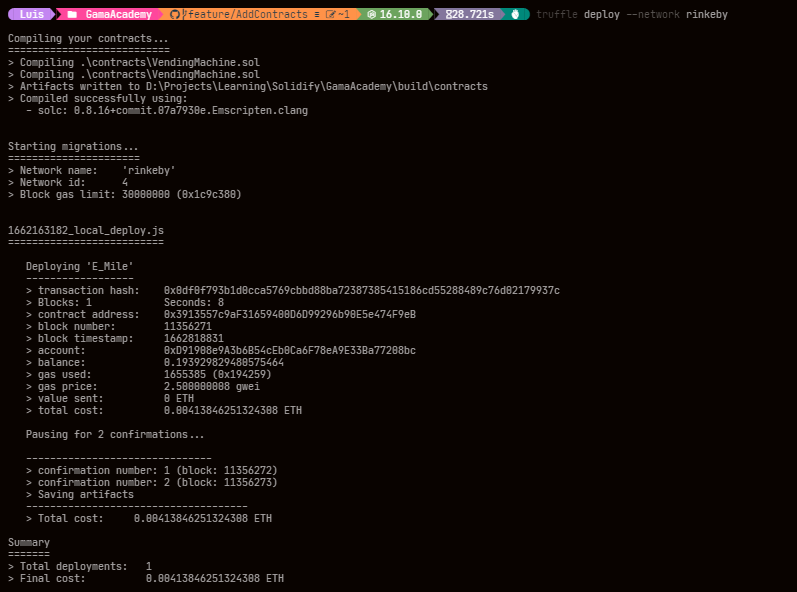 Luis GamaAcademy feature/AddContracts ≡ ~1 16.10.0 28.721s truffle deploy --network rinkeby
Compiling your contracts...
===========================
> Compiling .\contracts\VendingMachine.sol
> Compiling .\contracts\VendingMachine.sol
> Artifacts written to D:\Projects\Learning\Solidify\GamaAcademy\build\contracts
> Compiled successfully using:
- solc: 0.8.16+commit.07a7930e.Emscripten.clang
Starting migrations...
======================
> Network name: 'rinkeby'
> Network id: 4
> Block gas limit: 30000000 (0x1c9c380)
1662163182_local_deploy.js
==========================
Deploying 'E_Mile'
------------------
> transaction hash: 0x0df0f793b1d0cca5769cbbd88ba72387385415186cd55288489c76d02179937c
> Blocks: 1 Seconds: 8
> contract address: 0x3913557c9aF31659400D6D99296b90E5e474F9eB
> block number: 11356271
> block timestamp: 1662818831
> account: 0xD91908e9A3b6B54cEb0Ca6F78eA9E33Ba77208bc
> balance: 0.193929829480575464
> gas used: 1655385 (0x194259)
> gas price: 2.500000008 gwei
> value sent: 0 ETH
> total cost: 0.00413846251324308 ETH
Pausing for 2 confirmations...
-------------------------------
> confirmation number: 1 (block: 11356272)
> confirmation number: 2 (block: 11356273)
> Saving artifacts
-------------------------------------
> Total cost: 0.00413846251324308 ETH
Summary
=======
> Total deployments: 1
> Final cost: 0.00413846251324308 ETH